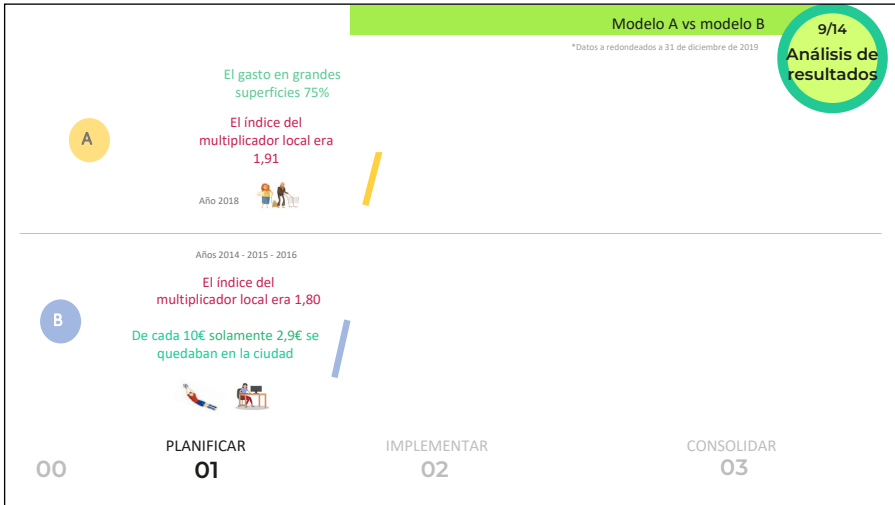 Modelo A vs modelo B
*Datos a redondeados a 31 de diciembre de 2019
9/14
Análisis de
resultados
El gasto en grandes
superficies 75%
El índice del
multiplicador local era
1,91
A
Año 2018
Años 2014 - 2015 - 2016
El índice del
multiplicador local era 1,80
B
De cada 10€ solamente 2,9€ se
quedaban en la ciudad
PLANIFICAR
IMPLEMENTAR
CONSOLIDAR
00
01
02
03